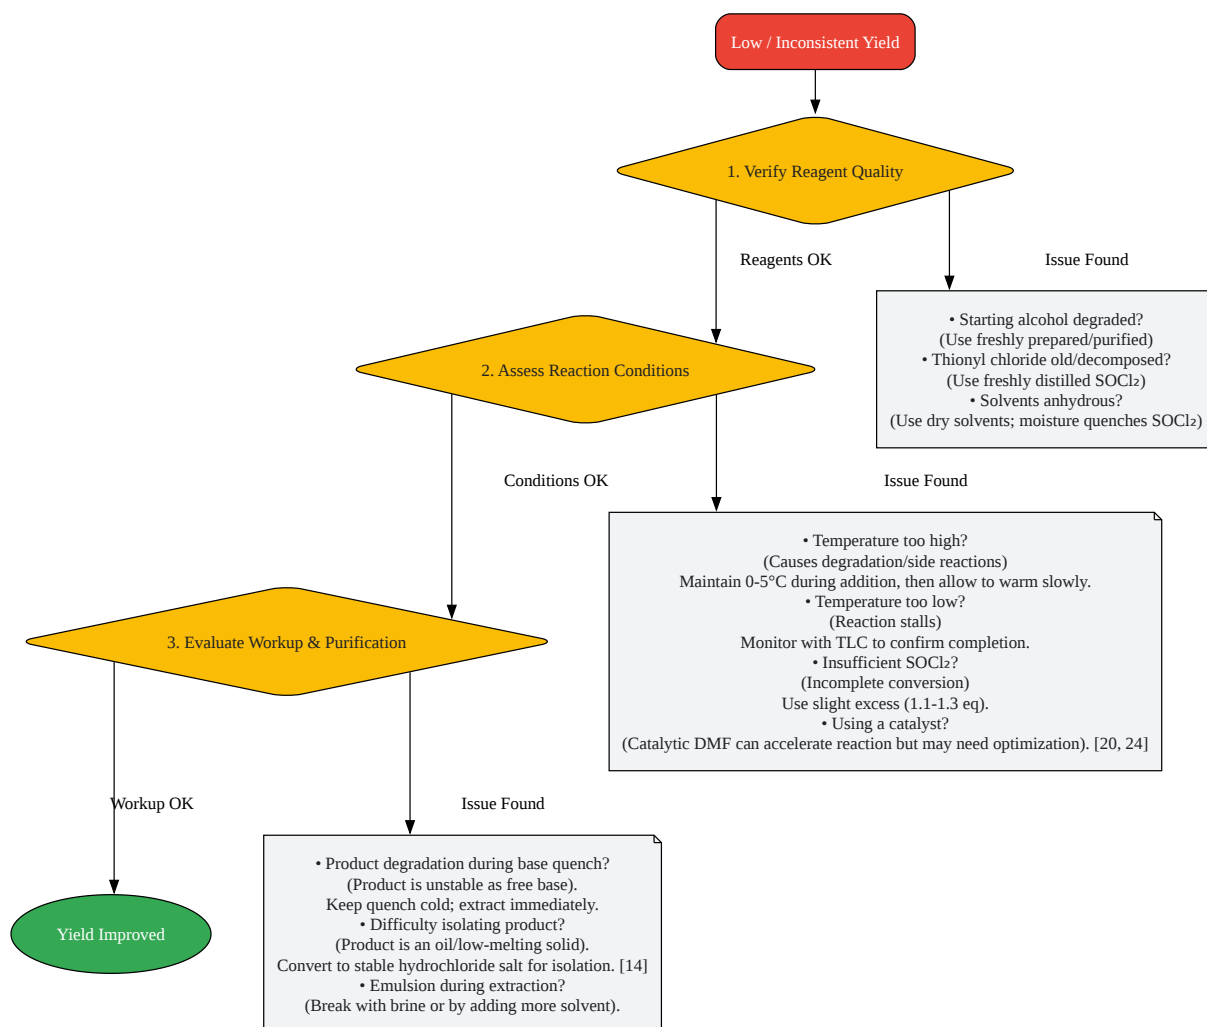 Low / Inconsistent Yield
1. Verify Reagent Quality
Reagents OK
Issue Found
• Starting alcohol degraded?
(Use freshly prepared/purified)
• Thionyl chloride old/decomposed?
(Use freshly distilled SOCl₂)
• Solvents anhydrous?
(Use dry solvents; moisture quenches SOCl₂)
2. Assess Reaction Conditions
Conditions OK
Issue Found
• Temperature too high?
(Causes degradation/side reactions)
Maintain 0-5°C during addition, then allow to warm slowly.
• Temperature too low?
(Reaction stalls)
Monitor with TLC to confirm completion.
• Insufficient SOCl₂?
(Incomplete conversion)
Use slight excess (1.1-1.3 eq).
• Using a catalyst?
(Catalytic DMF can accelerate reaction but may need optimization). [20, 24]
3. Evaluate Workup & Purification
Workup OK
Issue Found
• Product degradation during base quench?
(Product is unstable as free base).
Keep quench cold; extract immediately.
• Difficulty isolating product?
(Product is an oil/low-melting solid).
Convert to stable hydrochloride salt for isolation. [14]
• Emulsion during extraction?
(Break with brine or by adding more solvent).
Yield Improved